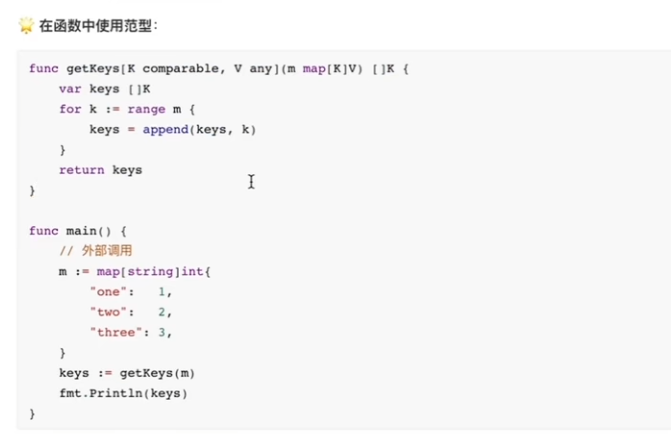 🌟 在函数中使用范型：
func getKeys[K comparable, V any](m map[K]V) []K {
    var keys []K
    for k := range m {
        keys = append(keys, k)
    }
    return keys
}

func main() {
    // 外部调用
    m := map[string]int{
        "one":   1,
        "two":   2,
        "three": 3,
    }
    keys := getKeys(m)
    fmt.Println(keys)
}